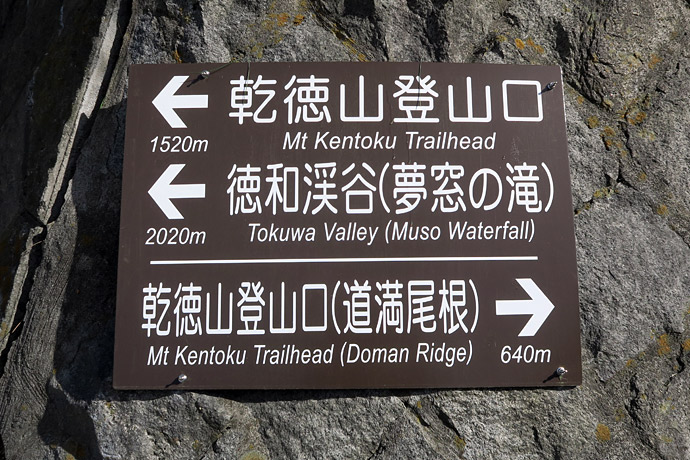 ← 乾徳山登山口
1520m Mt Kentoku Trailhead
← 徳和渓谷(夢窓の滝)
2020m Tokuwa Valley (Muso Waterfall)
乾徳山登山口(道満尾根) →
Mt Kentoku Trailhead (Doman Ridge) 640m